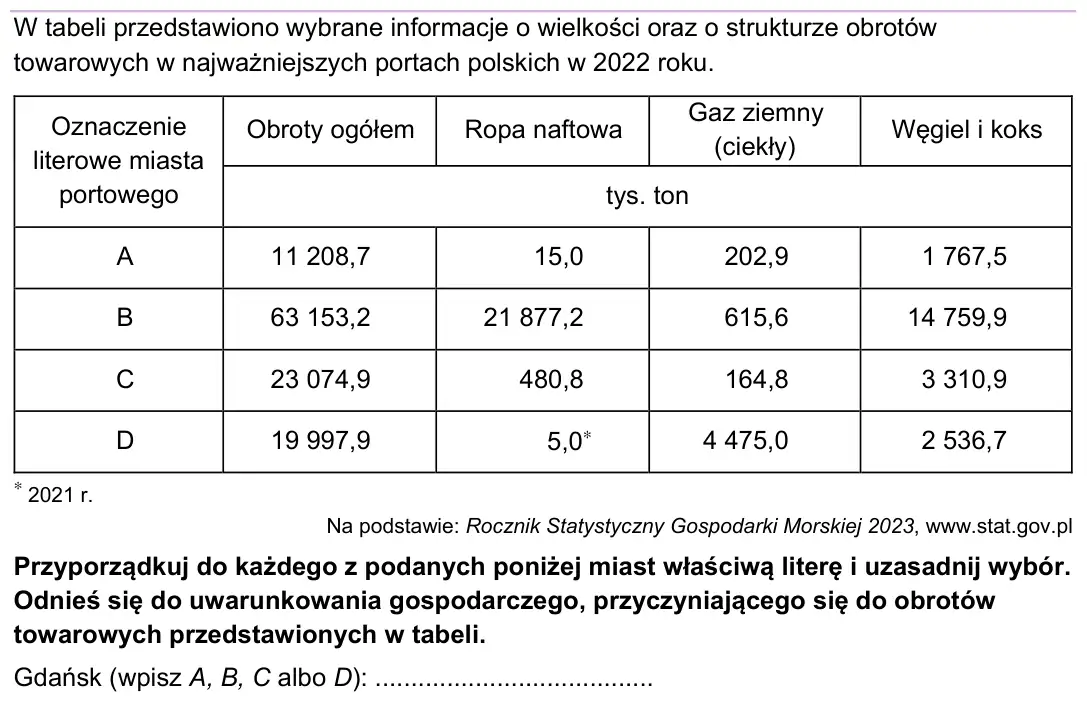 W tabeli przedstawiono wybrane informacje o wielkości oraz o strukturze obrotów
towarowych w najważniejszych portach polskich w 2022 roku.
Oznaczenie literowe miasta portowego | Obroty ogółem | Ropa naftowa | Gaz ziemny (ciekły) | Węgiel i koks
tys. ton
A | 11 208,7 | 15,0 | 202,9 | 1 767,5
B | 63 153,2 | 21 877,2 | 615,6 | 14 759,9
C | 23 074,9 | 480,8 | 164,8 | 3 310,9
D | 19 997,9 | 5,0* | 4 475,0 | 2 536,7
* 2021 r.
Na podstawie: Rocznik Statystyczny Gospodarki Morskiej 2023, www.stat.gov.pl
Przyporządkuj do każdego z podanych poniżej miast właściwą literę i uzasadnij wybór.
Odnieś się do uwarunkowania gospodarczego, przyczyniającego się do obrotów
towarowych przedstawionych w tabeli.
Gdańsk (wpisz A, B, C albo D): .......................................